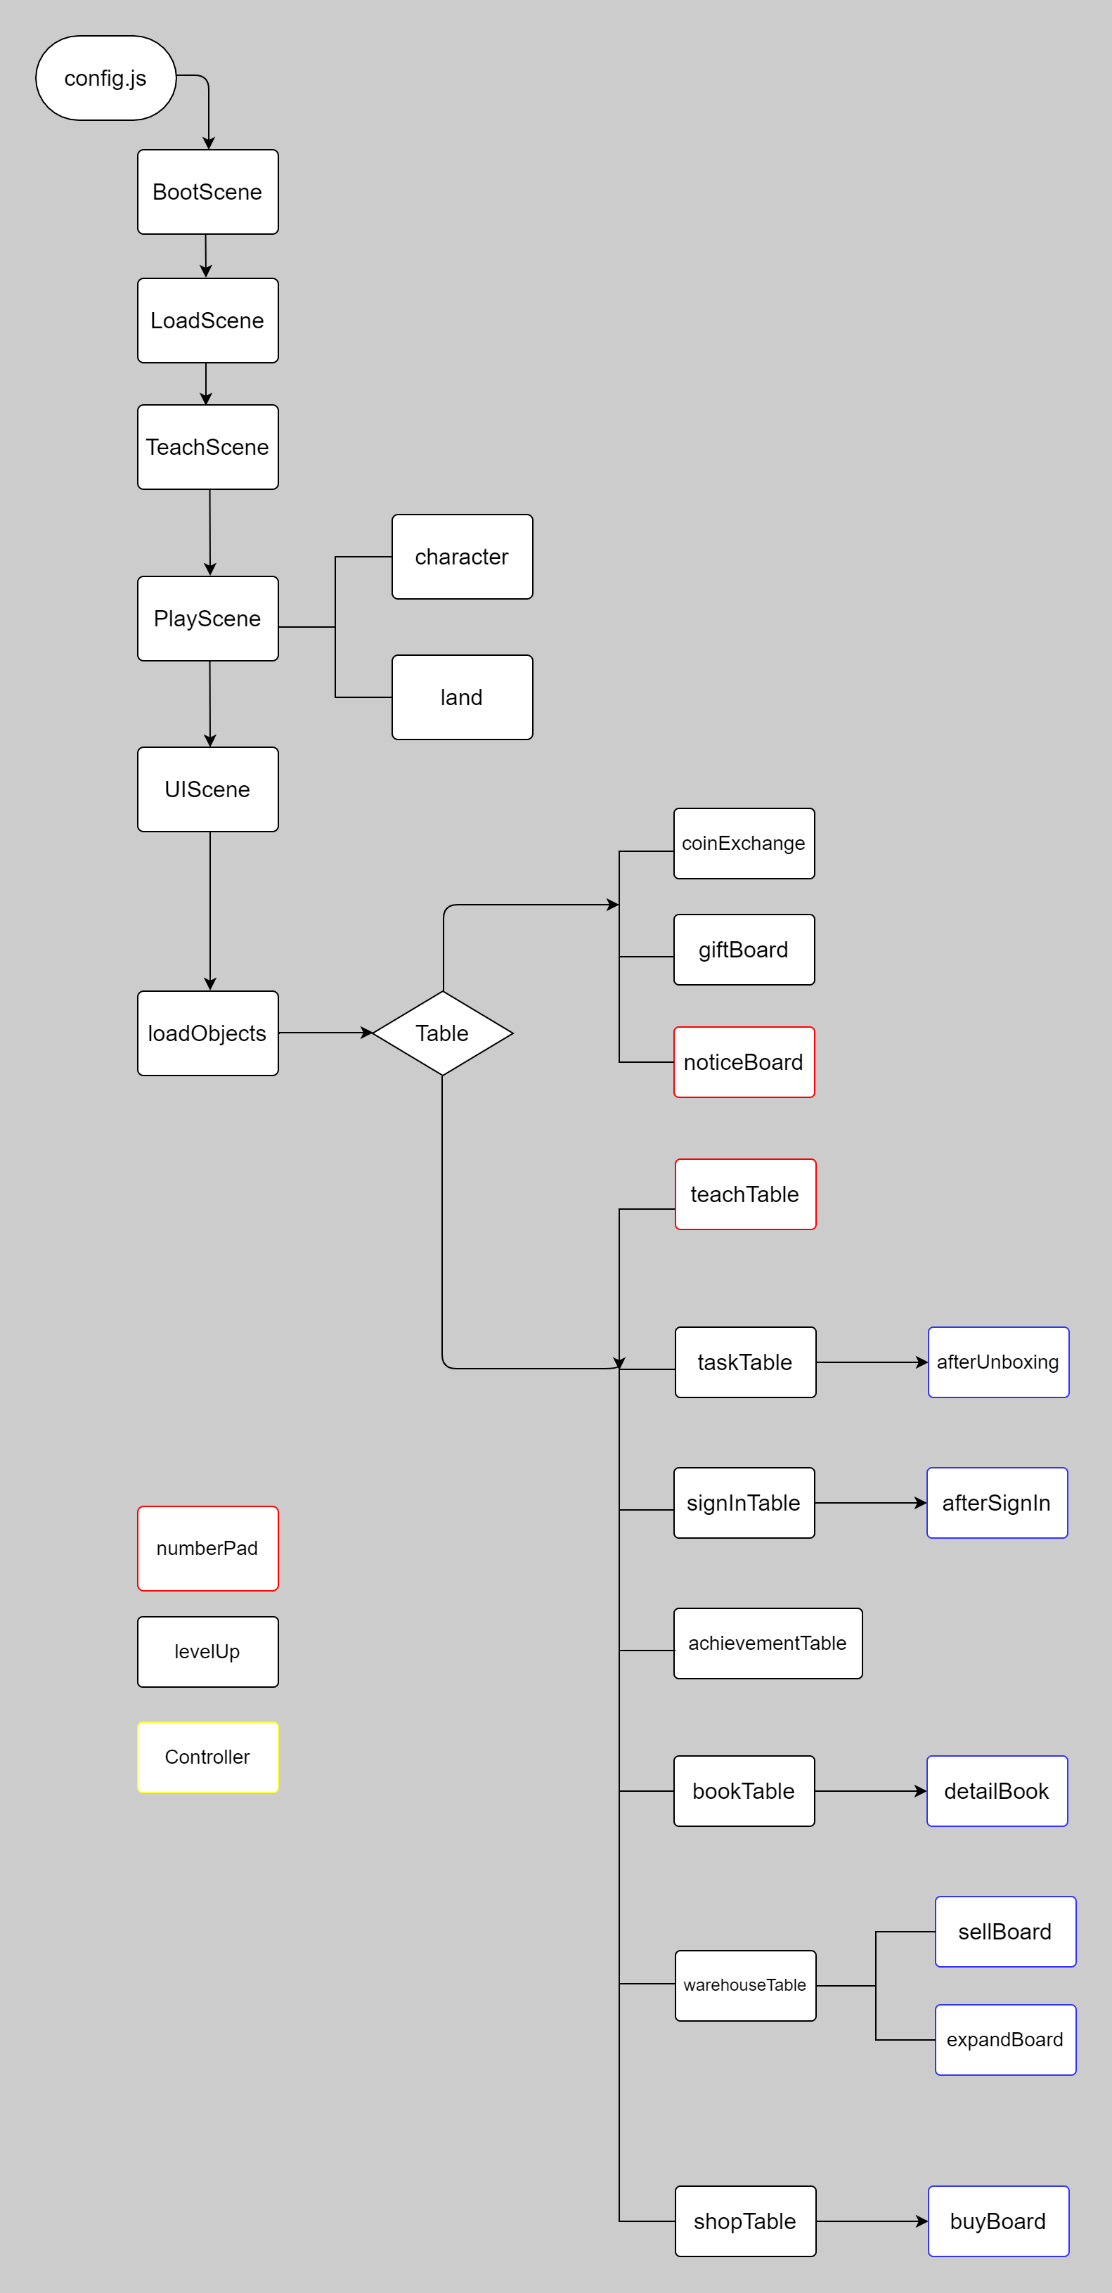 config.js
BootScene
LoadScene
TeachScene
character
PlayScene
land
UIScene
coinExchange
giftBoard
loadObjects
Table
noticeBoard
teachTable
taskTable
afterUnboxing
signInTable
afterSignIn
numberPad
achievementTable
levelUp
Controller
bookTable
detailBook
sellBoard
warehouseTable
expandBoard
shopTable
buyBoard